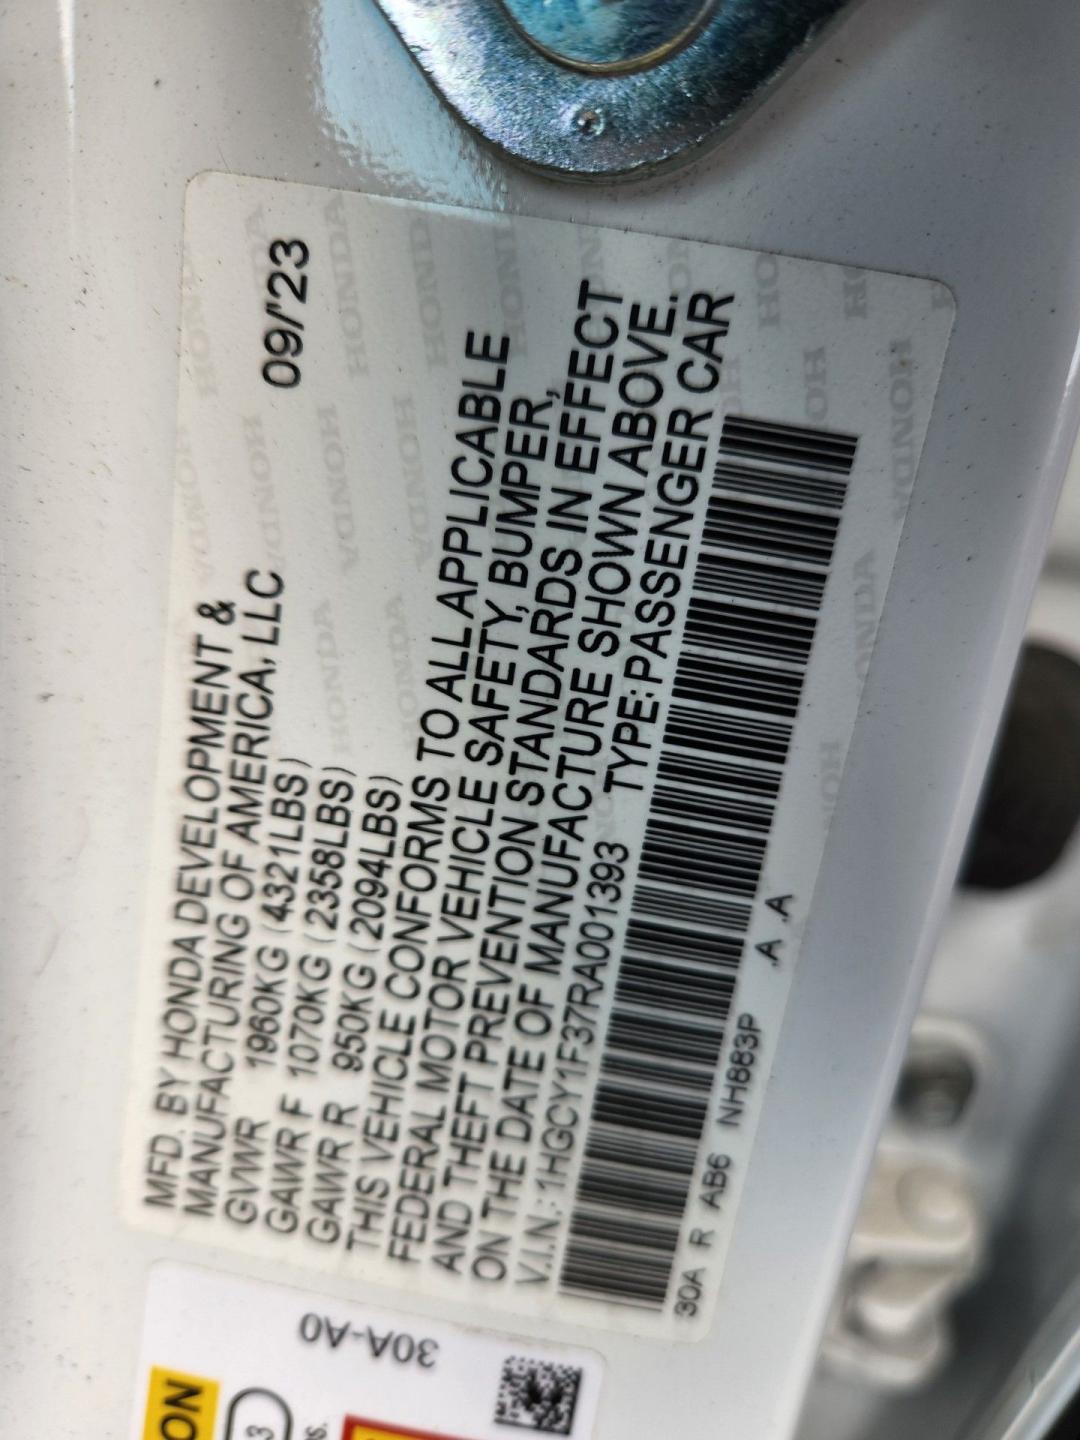 09/'23
MFD. BY HONDA DEVELOPMENT &
MANUFACTURING OF AMERICA, LLC
GVWR 1960KG (4321LBS)
GAWR F 1070KG (2358LBS)
GAWR R 950KG (2094LBS)
THIS VEHICLE CONFORMS TO ALL APPLICABLE
FEDERAL MOTOR VEHICLE SAFETY, BUMPER,
AND THEFT PREVENTION STANDARDS IN EFFECT
ON THE DATE OF MANUFACTURE SHOWN ABOVE.
V.I.N.: 1HGCY1F37RA001393 TYPE: PASSENGER CAR
30A R AB6 NH883P .A .A
30A-A0